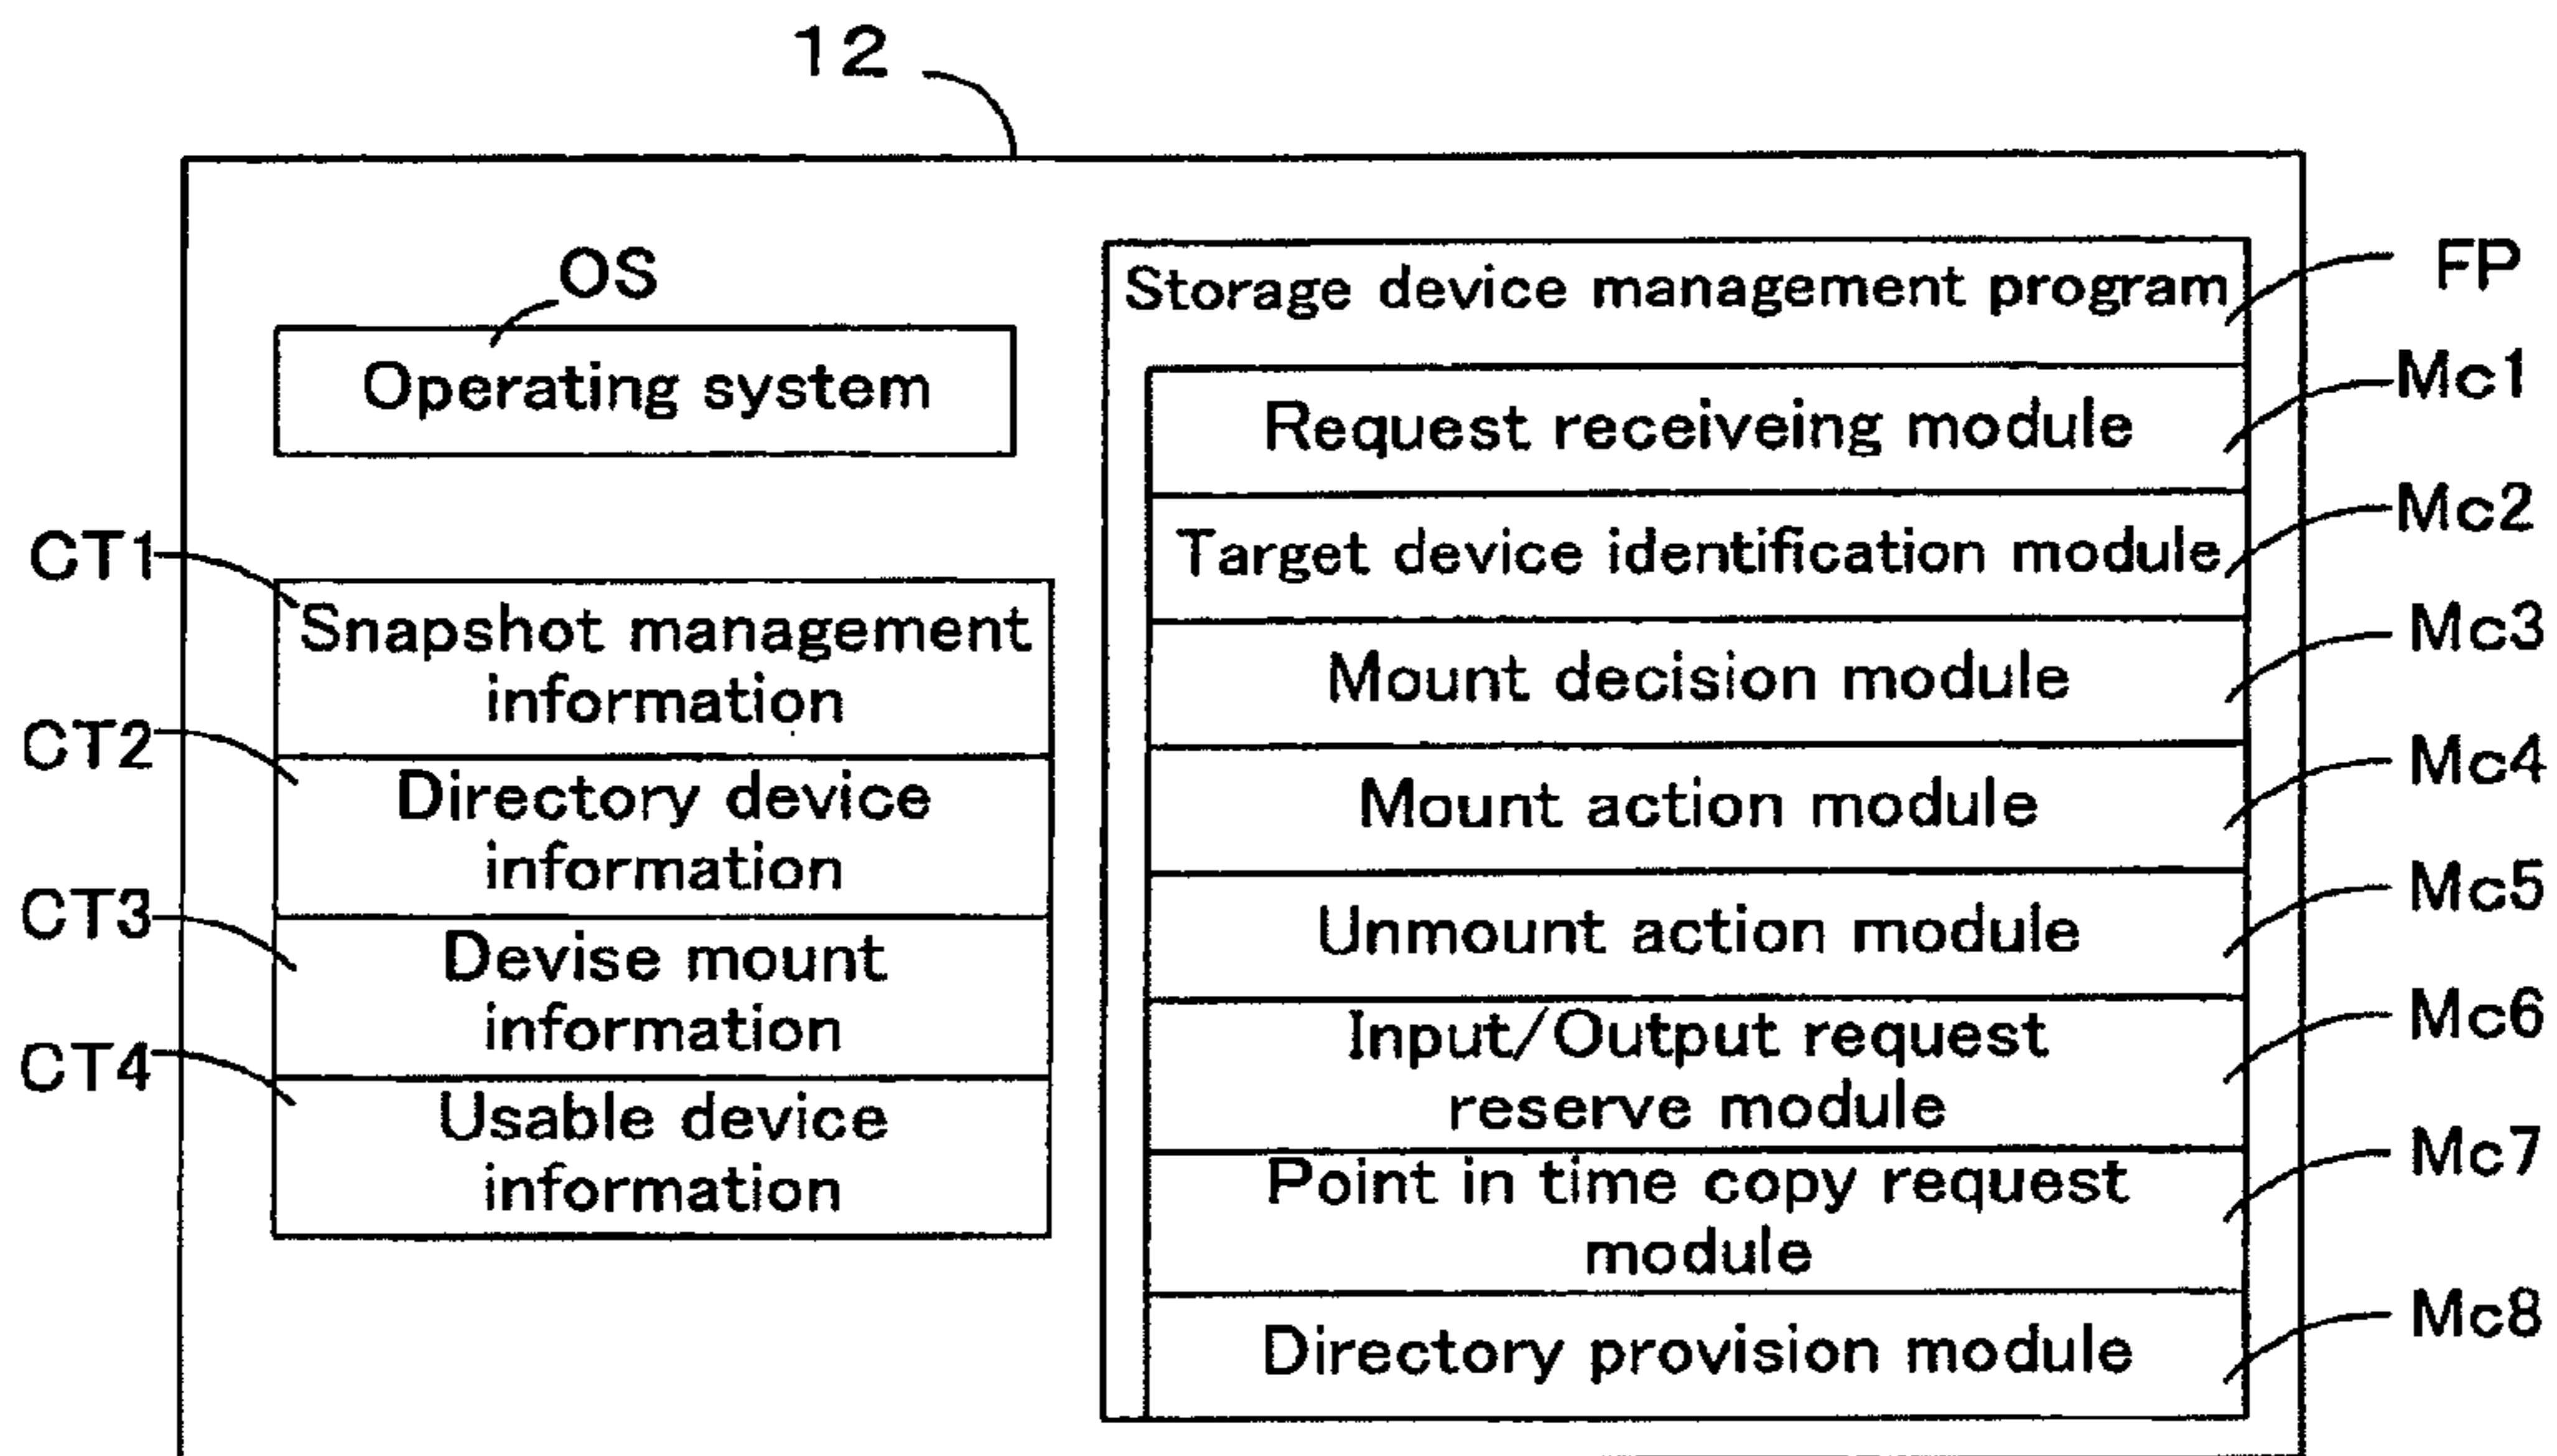 12
OS
Operating system
CT1
Snapshot management
information
CT2
Directory device
information
CT3
Devise mount
information
CT4
Usable device
information
Storage device management program
FP
Request receiveing module
Mc1
Target device identification module
Mc2
Mount decision module
Mc3
Mount action module
Mc4
Unmount action module
Mc5
Input/Output request
reserve module
Mc6
Point in time copy request
module
Mc7
Directory provision module
Mc8